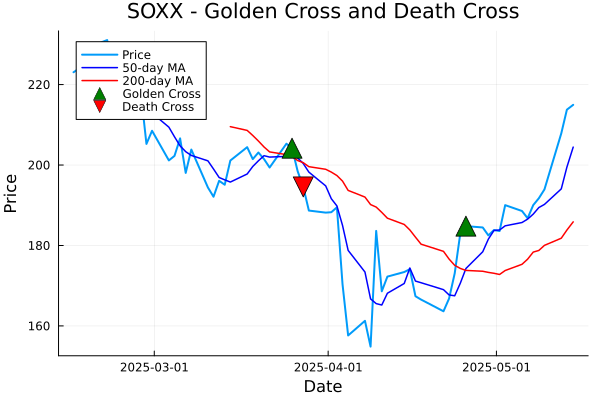 SOXX - Golden Cross and Death Cross
Price
50-day MA
200-day MA
Golden Cross
Death Cross
220
200
180
160
Price
2025-03-01
2025-04-01
2025-05-01
Date